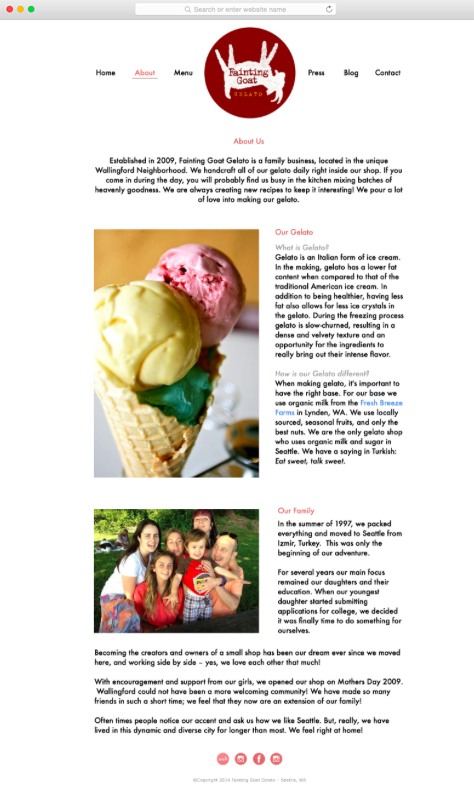 Search or enter website name
Home
About
Menu
Fainting
Goat
GELATO
Press
Blog
Contact
About Us
Established in 2009, Fainting Goat Gelato is a family business, located in the unique
Wallingford Neighborhood. We handcraft all of our gelato daily right inside our shop. If you
come in during the day, you will probably find us busy in the kitchen mixing batches of
heavenly goodness. We are always creating new recipes to keep it interesting! We pour a lot
of love into making our gelato.
Our Gelato
What is Gelato?
Gelato is an Italian form of ice cream.
In the making, gelato has a lower fat
content when compared to that of the
traditional American ice cream. In
addition to being healthier, having less
fat also allows for less ice crystals in
the gelato. During the freezing process
gelato is slow-churned, resulting in a
dense and velvety texture and an
opportunity for the ingredients to
really bring out their intense flavor.
How is our Gelato different?
When making gelato, it's important to
have the right base. For our base we
use organic milk from the Fresh Breeze
Farms in Lynden, WA. We use locally
sourced, seasonal fruits, and only the
best nuts. We are the only gelato shop
who uses organic milk and sugar in
Seattle. We have a saying in Turkish:
Eat sweet, talk sweet.
Our Family
In the summer of 1997, we packed
everything and moved to Seattle from
Izmir, Turkey. This was only the
beginning of our adventure.
For several years our main focus
remained our daughters and their
education. When our youngest
daughter started submitting
applications for college, we decided
it was finally time to do something for
ourselves.
Becoming the creators and owners of a small shop has been our dream ever since we moved
here, and working side by side – yes, we love each other that much!
With encouragement and support from our girls, we opened our shop on Mothers Day 2009.
Wallingford could not have been a more welcoming community! We have made so many
friends in such a short time; we feel that they now are an extension of our family!
Often times people notice our accent and ask us how we like Seattle. But, really, we have
lived in this dynamic and diverse city for longer than most. We feel right at home!
©Copyright 2014 Fainting Goat Gelato - Seattle, WA